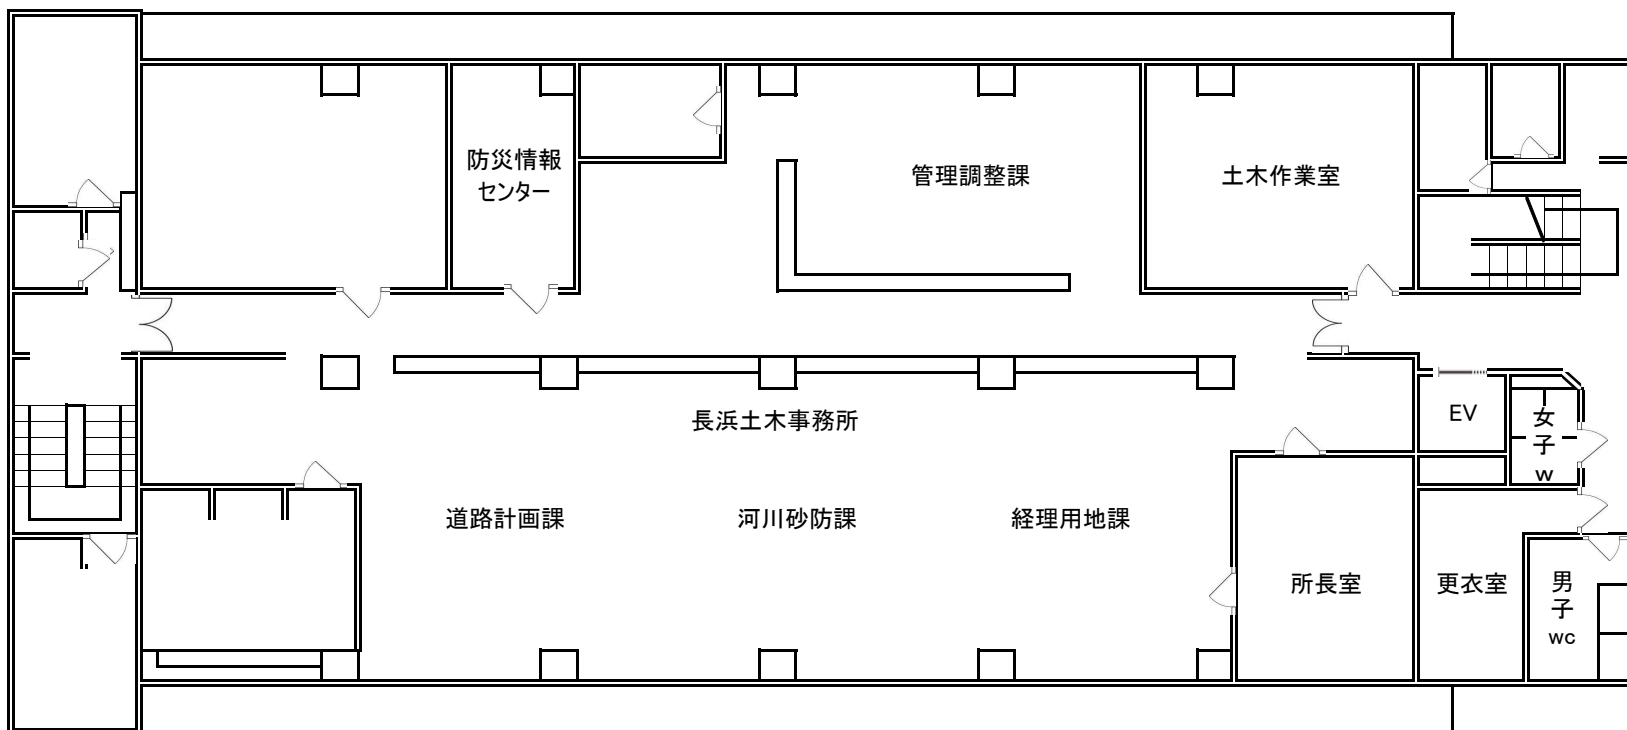 防災情報
センター
管理調整課
土木作業室
長浜土木事務所
EV
女
子
w
道路計画課
河川砂防課
経理用地課
所長室
更衣室
男
子
wc